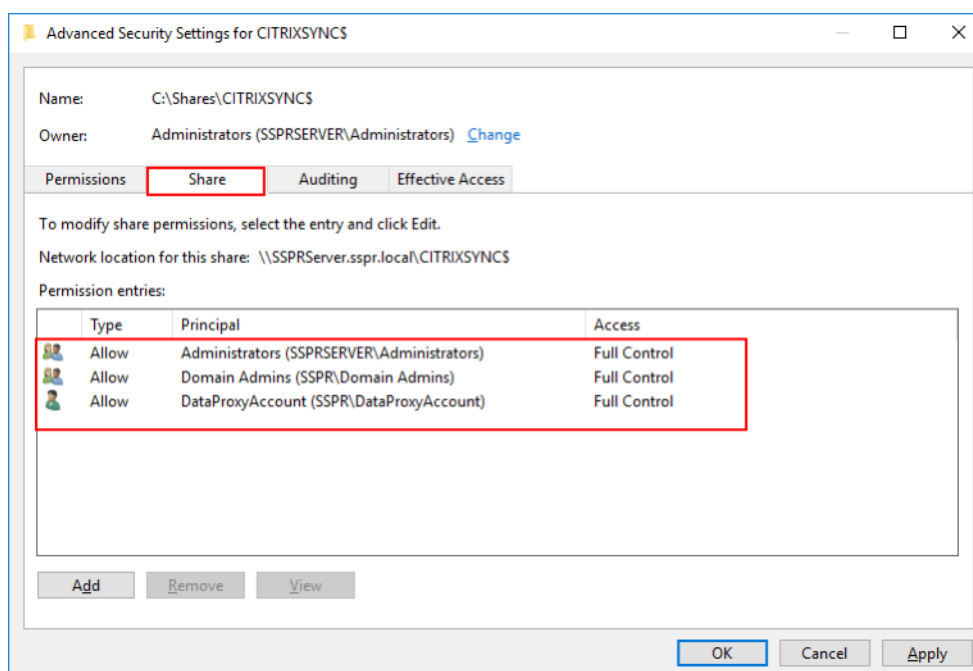 Advanced Security Settings for CITRIXSYNC$
Name: C:\Shares\CITRIXSYNC$
Owner: Administrators (SSPRSERVER\Administrators) Change
Permissions Share Auditing Effective Access
To modify share permissions, select the entry and click Edit.
Network location for this share: \\SSPRServer.sspr.local\CITRIXSYNC$
Permission entries:
Type Principal Access
Allow Administrators (SSPRSERVER\Administrators) Full Control
Allow Domain Admins (SSPR\Domain Admins) Full Control
Allow DataProxyAccount (SSPR\DataProxyAccount) Full Control
Add Remove View
OK Cancel Apply